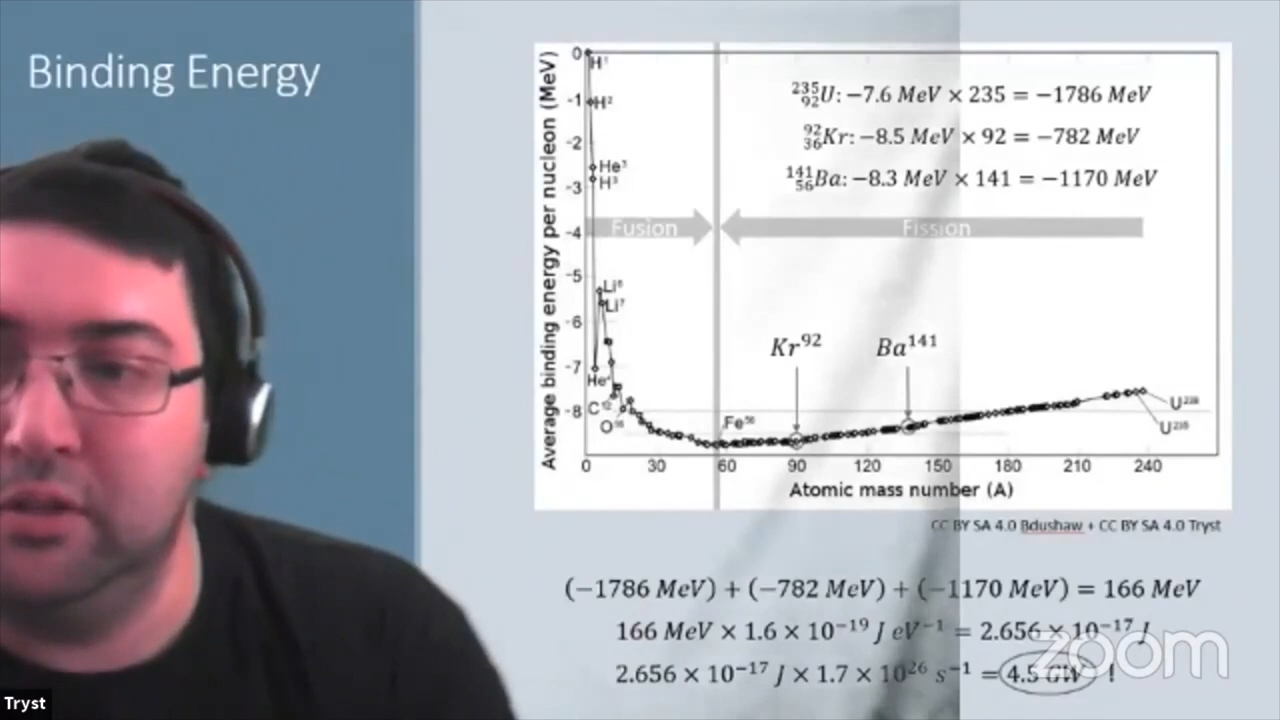 Binding Energy
Average binding energy per nucleon (MeV)
0
-1
-2
-3
-4
-5
-6
-7
-8
H¹
H²
He³
H³
Li⁶
Li⁷
He⁴
C¹²
O¹⁶
Fe⁵⁶
U²³⁸
U²³⁵
²³⁵₉₂U: −7.6 MeV × 235 = −1786 MeV
⁹²₃₆Kr: −8.5 MeV × 92 = −782 MeV
¹⁴¹₅₆Ba: −8.3 MeV × 141 = −1170 MeV
Fusion
Fission
Kr⁹²
Ba¹⁴¹
0 30 60 90 120 150 180 210 240
Atomic mass number (A)
CC BY SA 4.0 Bdushaw + CC BY SA 4.0 Tryst
(−1786 MeV) + (−782 MeV) + (−1170 MeV) = 166 MeV
166 MeV × 1.6 × 10⁻¹⁹ J eV⁻¹ = 2.656 × 10⁻¹⁷ J
2.656 × 10⁻¹⁷ J × 1.7 × 10²⁶ s⁻¹ = 4.5 GW !
zoom
Tryst